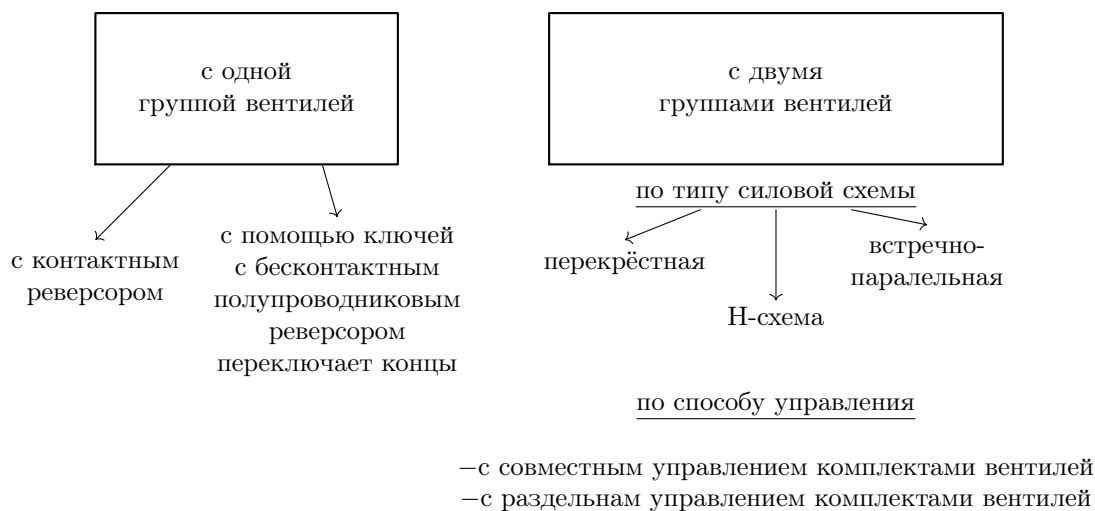 с одной
группой вентилей
с двумя
группами вентилей
по типу силовой схемы
с контактным
реверсором
с помощью ключей
с бесконтактным
полупроводниковым
реверсором
переключает концы
перекрёстная
Н-схема
встречно-
паралельная
по способу управления
−с совместным управлением комплектами вентилей
−с раздельнам управлением комплектами вентилей